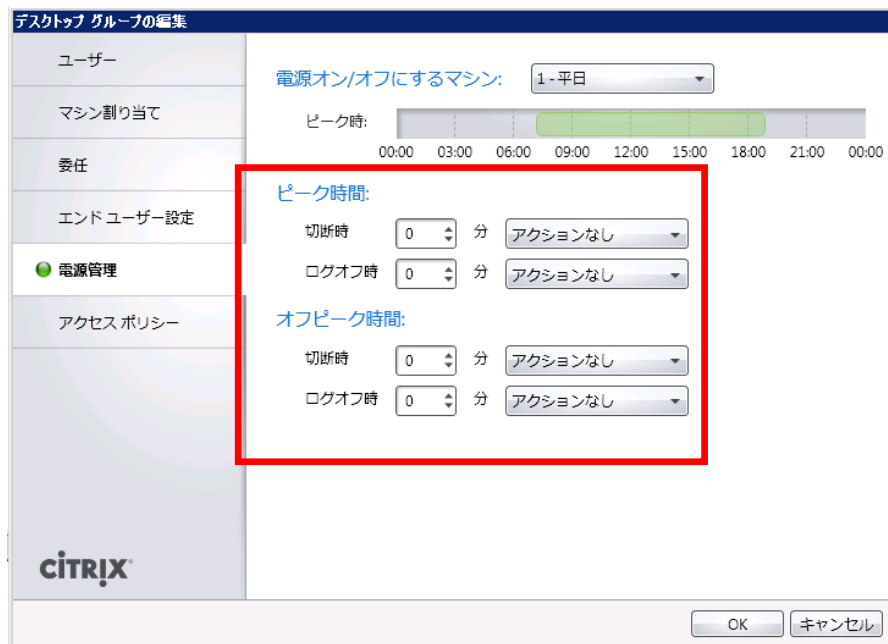 デスクトップ グループの編集
ユーザー
マシン割り当て
委任
エンド ユーザー設定
電源管理
アクセス ポリシー
CITRIX
電源オン/オフにするマシン: 1 - 平日
ピーク時:
00:00 03:00 06:00 09:00 12:00 15:00 18:00 21:00 00:00
ピーク時間:
切断時 0 分 アクションなし
ログオフ時 0 分 アクションなし
オフピーク時間:
切断時 0 分 アクションなし
ログオフ時 0 分 アクションなし
OK キャンセル